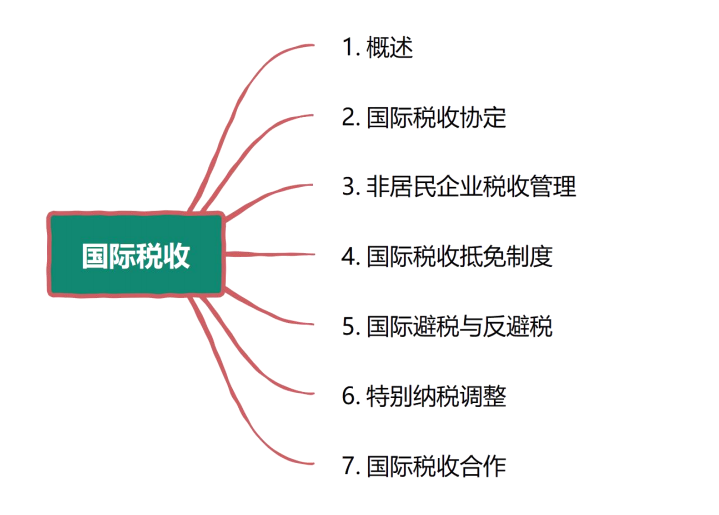 国际税收
1. 概述
2. 国际税收协定
3. 非居民企业税收管理
4. 国际税收抵免制度
5. 国际避税与反避税
6. 特别纳税调整
7. 国际税收合作